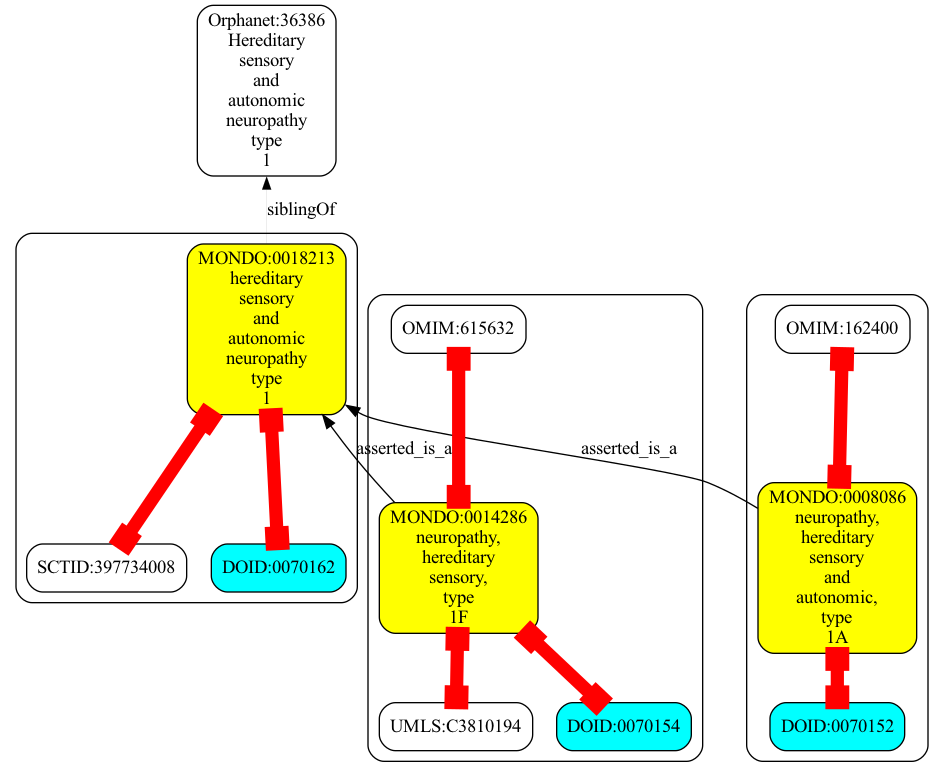 Orphanet:36386
Hereditary
sensory
and
autonomic
neuropathy
type
1
siblingOf
MONDO:0018213
hereditary
sensory
and
autonomic
neuropathy
type
1
OMIM:615632
OMIM:162400
asserted_is_a
asserted_is_a
MONDO:0014286
neuropathy,
hereditary
sensory,
type
1F
MONDO:0008086
neuropathy,
hereditary
sensory
and
autonomic,
type
1A
SCTID:397734008
DOID:0070162
UMLS:C3810194
DOID:0070154
DOID:0070152